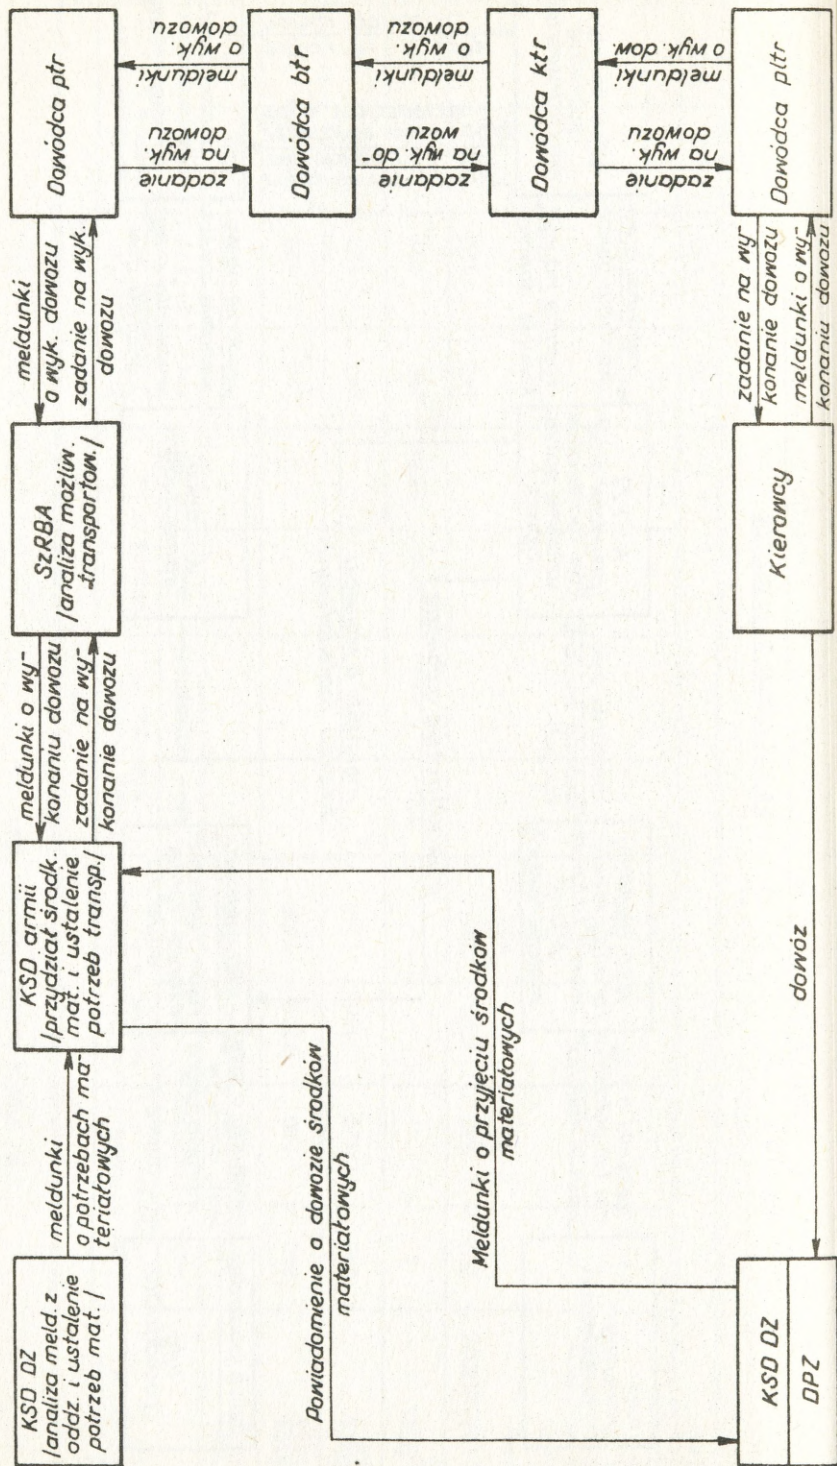 KSD DZ
/analiza meld. z
oddz. i ustalenie
potrzeb mat./
meldunki
o potrzebach ma-
teriałowych
KSD armii
/przydział środk.
mat. i ustalenie
potrzeb transp./
meldunki o wy-
konaniu dowozu
zadanie na wy-
konanie dowozu
SzRBA
/analiza możliw.
transportow./
meldunki
o wyk. dowozu
zadanie na wyk.
dowozu
Dowódca ptr
zadanie
na wyk.
dowozu
meldunki
o wyk.
dowozu
Dowódca btr
zadanie
na wyk. do-
wozu
meldunki
o wyk.
dowozu
Dowódca ktr
zadanie
na wyk.
dowozu
meldunki
o wyk. dow.
Dowódca pltr
zadanie na wy-
konanie dowozu
meldunki o wy-
konaniu dowozu
Kierowcy
dowóz
Powiadomienie o dowozie środków
materiałowych
Meldunki o przyjęciu środków
materiałowych
KSD DZ
DPZ